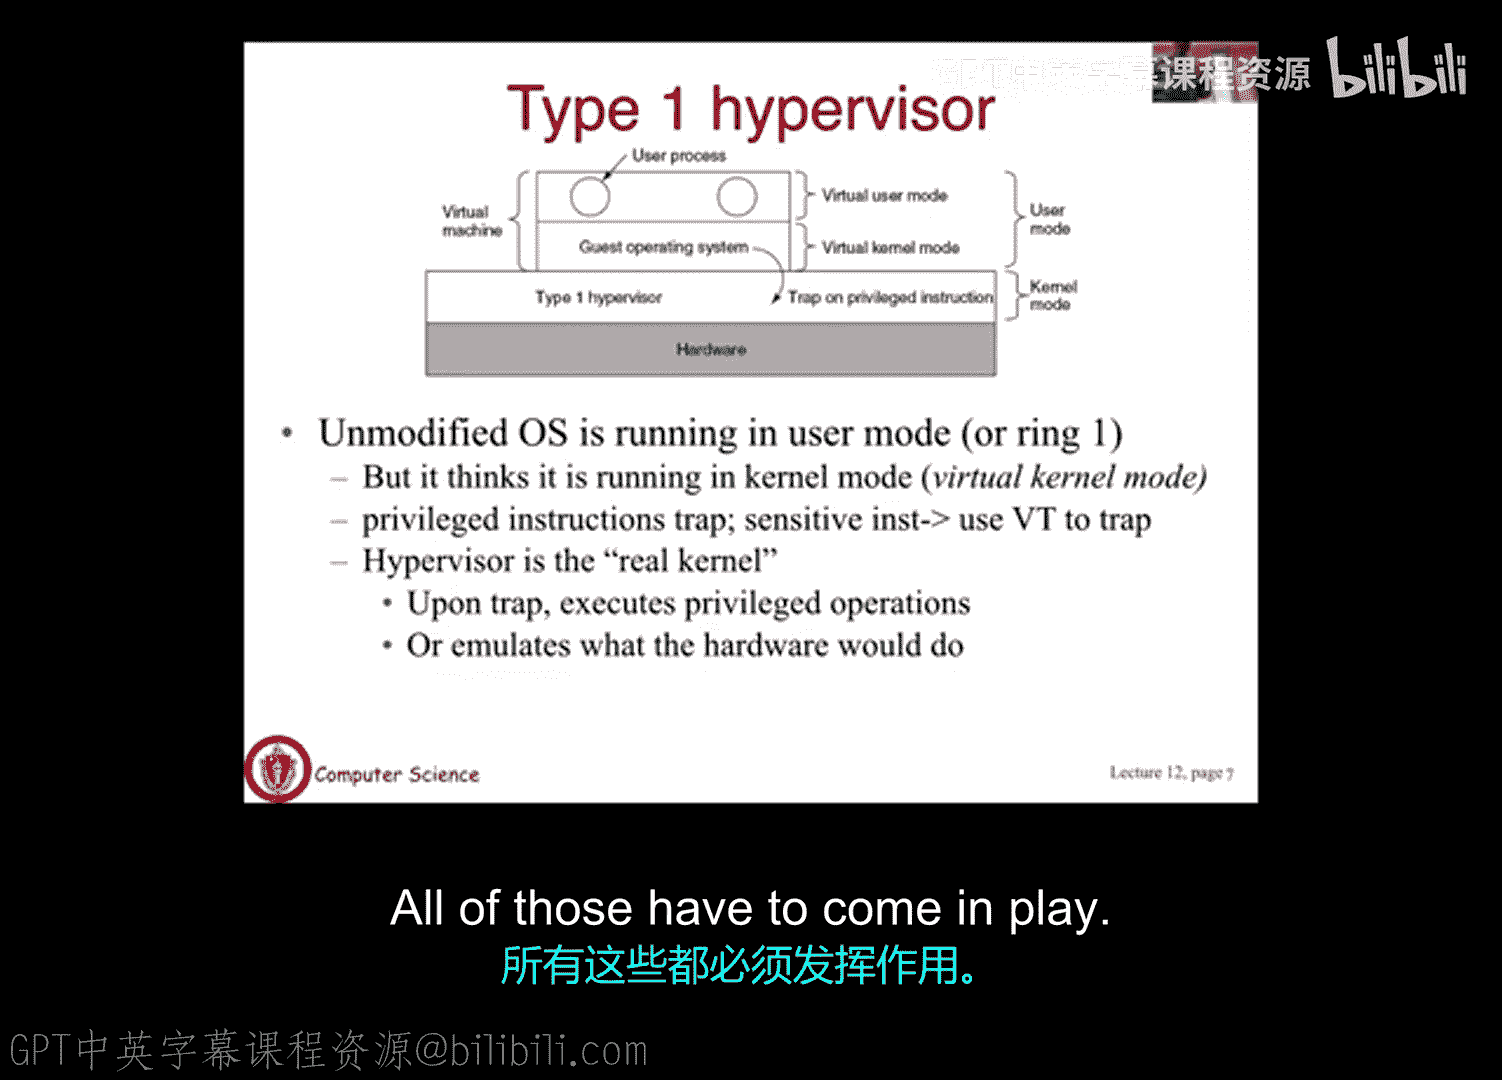 课程资源 bilibili
Type 1 hypervisor
User process
Virtual user mode
Virtual machine
User mode
Guest operating system
Virtual kernel mode
Type 1 hypervisor
Trap on privileged instruction
Kernel mode
Hardware
• Unmodified OS is running in user mode (or ring 1)
– But it thinks it is running in kernel mode (virtual kernel mode)
– privileged instructions trap; sensitive inst-> use VT to trap
– Hypervisor is the “real kernel”
• Upon trap, executes privileged operations
• Or emulates what the hardware would do
Computer Science
Lecture 12, page 7
All of those have to come in play.
所有这些都必须发挥作用。
GPT中英字幕课程资源@bilibili.com